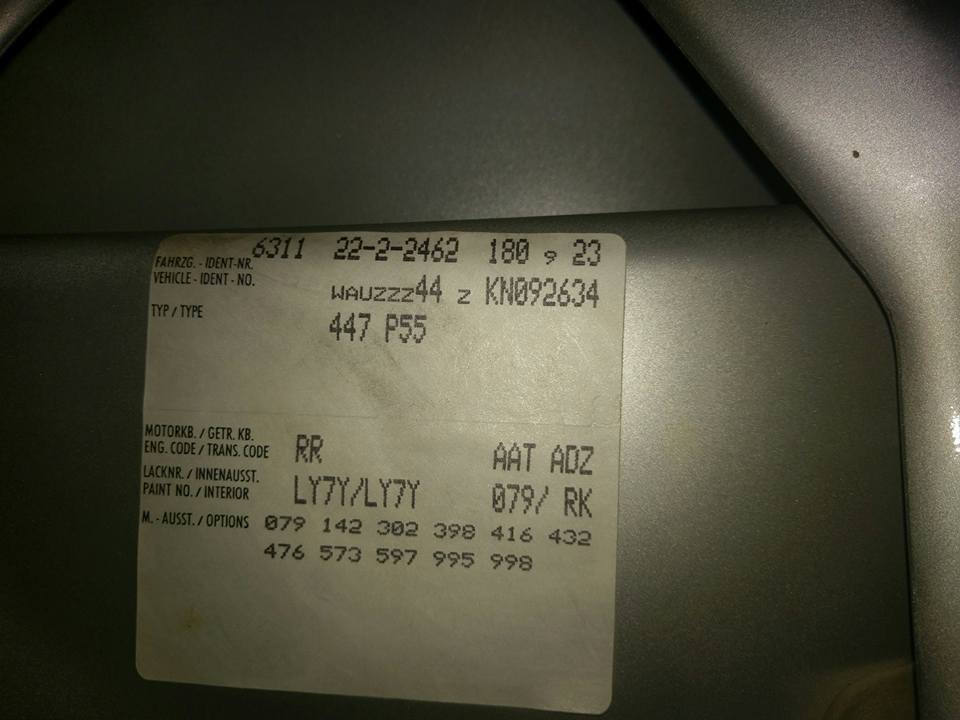 6311 22-2-2462 180 9 23
FAHRZG. - IDENT-NR.
VEHICLE - IDENT - NO. WAUZZZ44 Z KN092634
TYP / TYPE 447 P55
MOTORKB. / GETR. KB.
ENG. CODE / TRANS. CODE RR AAT ADZ
LACKNR. / INNENAUSST.
PAINT NO. / INTERIOR LY7Y/LY7Y 079/ RK
M. - AUSST. / OPTIONS 079 142 302 398 416 432
476 573 597 995 998